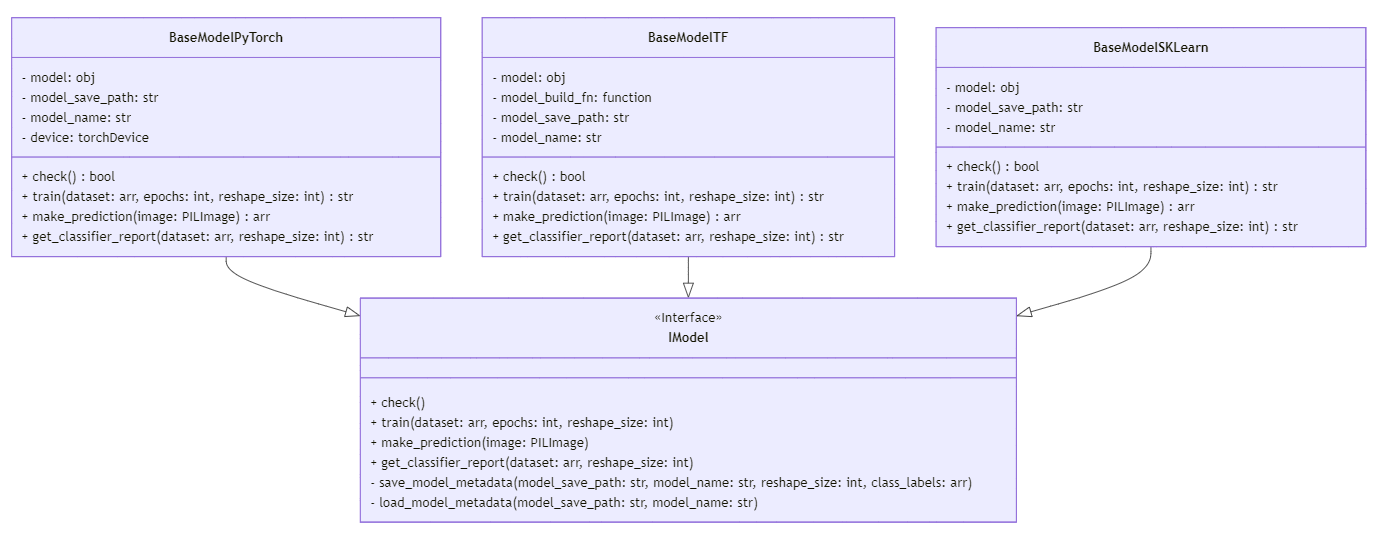 BaseModelPyTorch
- model: obj
- model_save_path: str
- model_name: str
- device: torchDevice
+ check() : bool
+ train(dataset: arr, epochs: int, reshape_size: int) : str
+ make_prediction(image: PILImage) : arr
+ get_classifier_report(dataset: arr, reshape_size: int) : str
BaseModelTF
- model: obj
- model_build_fn: function
- model_save_path: str
- model_name: str
+ check() : bool
+ train(dataset: arr, epochs: int, reshape_size: int) : str
+ make_prediction(image: PILImage) : arr
+ get_classifier_report(dataset: arr, reshape_size: int) : str
BaseModelSKLearn
- model: obj
- model_save_path: str
- model_name: str
+ check() : bool
+ train(dataset: arr, epochs: int, reshape_size: int) : str
+ make_prediction(image: PILImage) : arr
+ get_classifier_report(dataset: arr, reshape_size: int) : str
«Interface»
IModel
+ check()
+ train(dataset: arr, epochs: int, reshape_size: int)
+ make_prediction(image: PILImage)
+ get_classifier_report(dataset: arr, reshape_size: int)
- save_model_metadata(model_save_path: str, model_name: str, reshape_size: int, class_labels: arr)
- load_model_metadata(model_save_path: str, model_name: str)